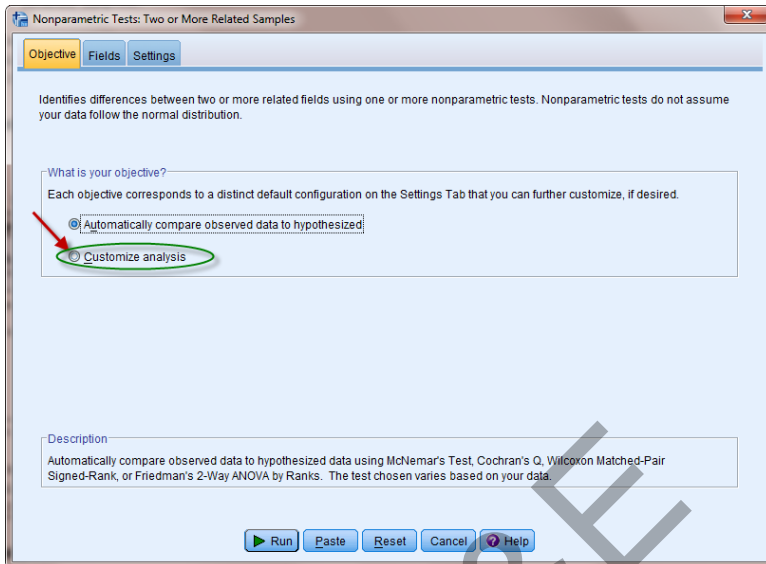 Nonparametric Tests: Two or More Related Samples
Objective Fields Settings
Identifies differences between two or more related fields using one or more nonparametric tests. Nonparametric tests do not assume
your data follow the normal distribution.
What is your objective?
Each objective corresponds to a distinct default configuration on the Settings Tab that you can further customize, if desired.
Automatically compare observed data to hypothesized
Customize analysis
Description
Automatically compare observed data to hypothesized data using McNemar's Test, Cochran's Q, Wilcoxon Matched-Pair
Signed-Rank, or Friedman's 2-Way ANOVA by Ranks. The test chosen varies based on your data.
Run Paste Reset Cancel Help